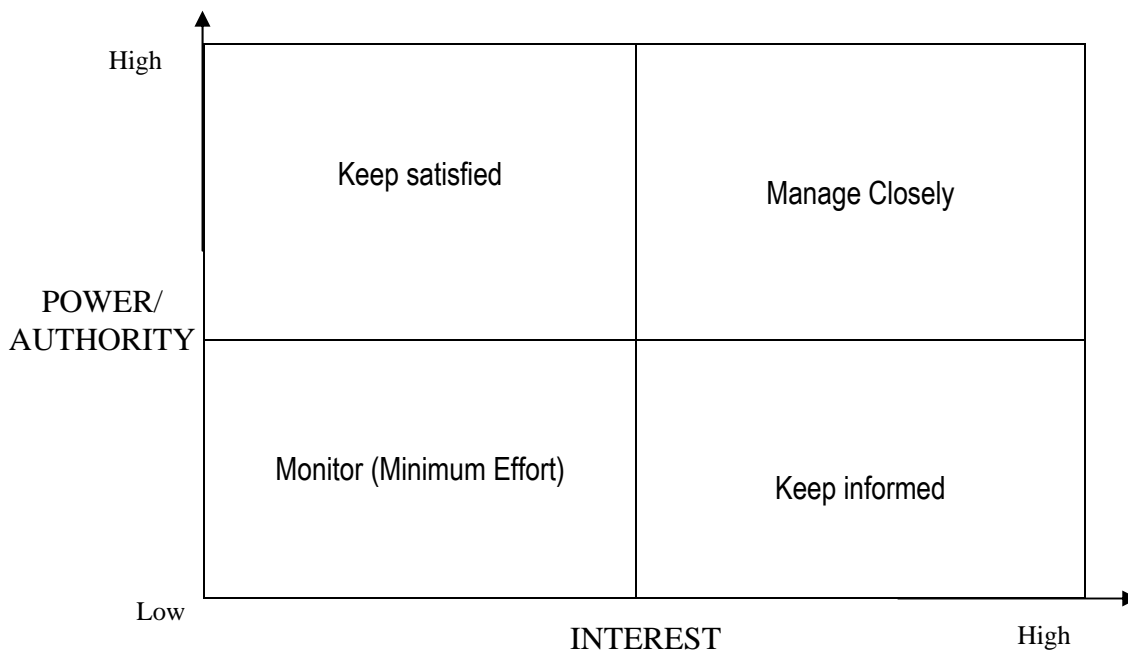 High
Keep satisfied
Manage Closely
POWER/
AUTHORITY
Monitor (Minimum Effort)
Keep informed
Low
INTEREST
High